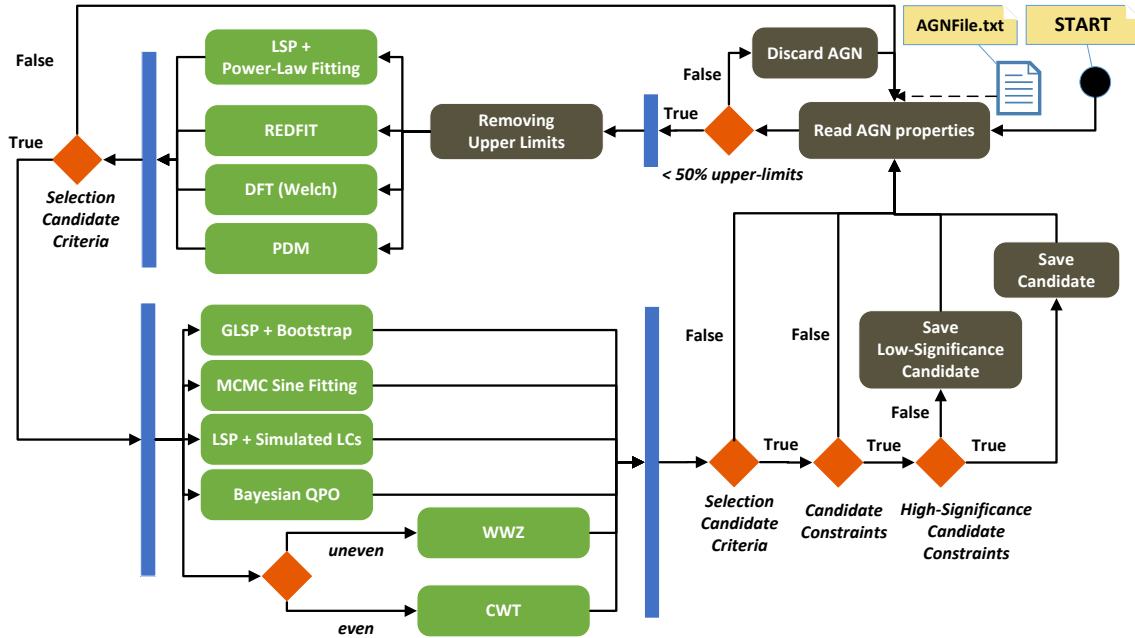 AGNFile.txt
START
False
LSP +
Power-Law Fitting
Discard AGN
False
True
REDFIT
Removing
Upper Limits
True
Read AGN properties
< 50% upper-limits
DFT (Welch)
Selection
Candidate
Criteria
PDM
Save
Candidate
GLSP + Bootstrap
False
False
Save
Low-Significance
Candidate
MCMC Sine Fitting
False
LSP + Simulated LCs
True
True
True
Bayesian QPO
Selection
Candidate
Criteria
Candidate
Constraints
High-Significance
Candidate
Constraints
uneven
WWZ
CWT
even